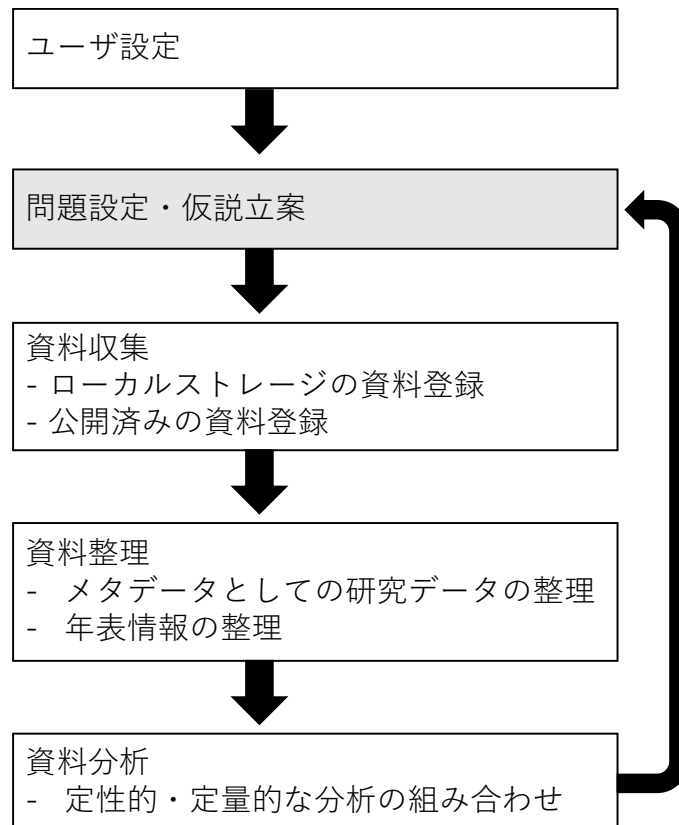 ユーザ設定
問題設定・仮説立案
資料収集
- ローカルストレージの資料登録
- 公開済みの資料登録
資料整理
- メタデータとしての研究データの整理
- 年表情報の整理
資料分析
- 定性的・定量的な分析の組み合わせ